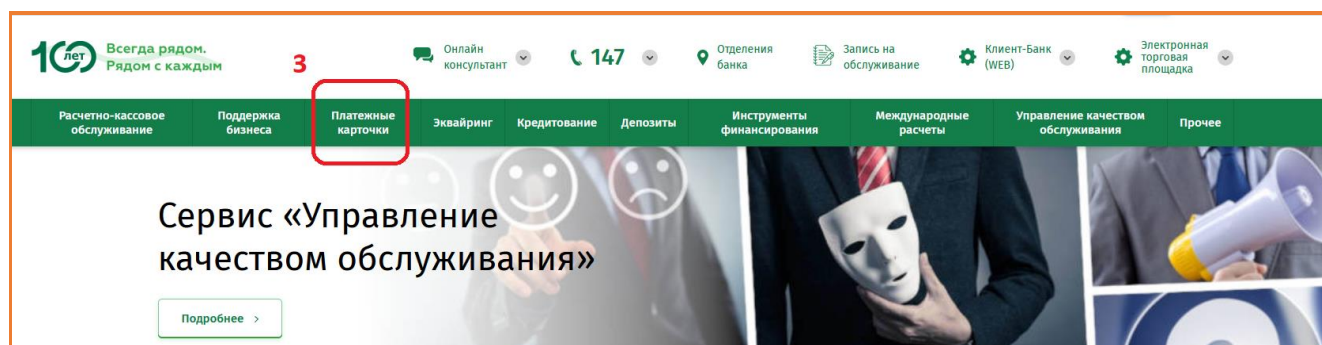 100 лет
Всегда рядом.
Рядом с каждым
3
Онлайн
консультант
147
Отделения
банка
Запись на
обслуживание
Клиент-Банк
(WEB)
Электронная
торговая
площадка
Расчетно-кассовое
обслуживание
Поддержка
бизнеса
Платежные
карточки
Эквайринг
Кредитование
Депозиты
Инструменты
финансирования
Международные
расчеты
Управление качеством
обслуживания
Прочее
Сервис «Управление
качеством обслуживания»
Подробнее >